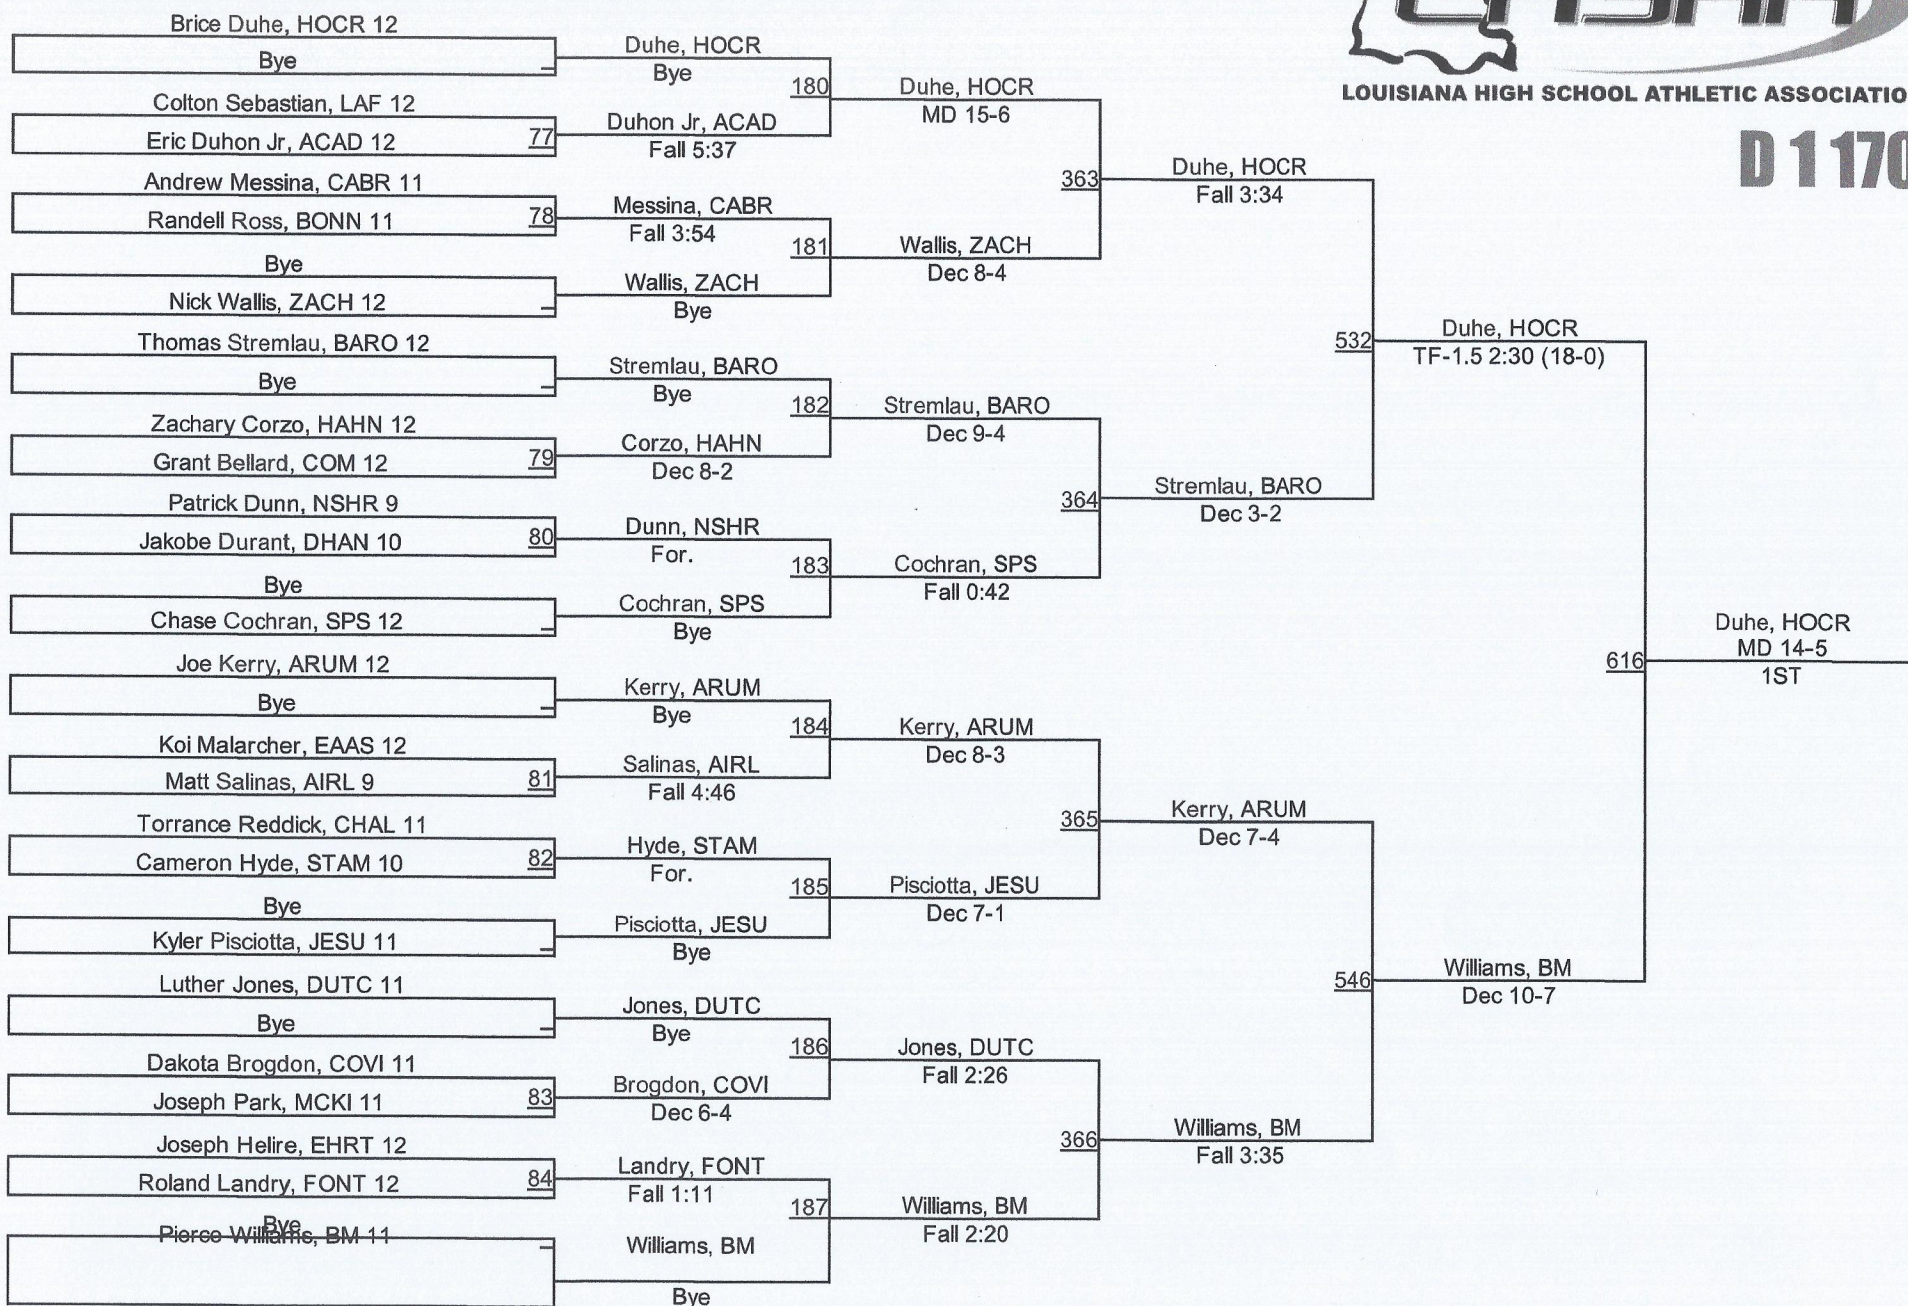 LHSAA
LOUISIANA HIGH SCHOOL ATHLETIC ASSOCIATIO
D 1 170
Brice Duhe, HOCR 12
Bye
Colton Sebastian, LAF 12
Eric Duhon Jr, ACAD 12
77
Andrew Messina, CABR 11
Randell Ross, BONN 11
78
Bye
Nick Wallis, ZACH 12
Thomas Stremlau, BARO 12
Bye
Zachary Corzo, HAHN 12
Grant Bellard, COM 12
79
Patrick Dunn, NSHR 9
Jakobe Durant, DHAN 10
80
Bye
Chase Cochran, SPS 12
Joe Kerry, ARUM 12
Bye
Koi Malarcher, EAAS 12
Matt Salinas, AIRL 9
81
Torrance Reddick, CHAL 11
Cameron Hyde, STAM 10
82
Bye
Kyler Pisciotta, JESU 11
Luther Jones, DUTC 11
Bye
Dakota Brogdon, COVI 11
Joseph Park, MCKI 11
83
Joseph Helire, EHRT 12
Roland Landry, FONT 12
84
Bye
Pierce Williams, BM 11
Duhe, HOCR
Bye
180
Duhon Jr, ACAD
Fall 5:37
Messina, CABR
Fall 3:54
181
Wallis, ZACH
Bye
Stremlau, BARO
Bye
182
Corzo, HAHN
Dec 8-2
Dunn, NSHR
For.
183
Cochran, SPS
Bye
Kerry, ARUM
Bye
184
Salinas, AIRL
Fall 4:46
Hyde, STAM
For.
185
Pisciotta, JESU
Bye
Jones, DUTC
Bye
186
Brogdon, COVI
Dec 6-4
Landry, FONT
Fall 1:11
187
Williams, BM
Bye
Duhe, HOCR
MD 15-6
363
Wallis, ZACH
Dec 8-4
Stremlau, BARO
Dec 9-4
364
Cochran, SPS
Fall 0:42
Kerry, ARUM
Dec 8-3
365
Pisciotta, JESU
Dec 7-1
Jones, DUTC
Fall 2:26
366
Williams, BM
Fall 2:20
Duhe, HOCR
Fall 3:34
532
Stremlau, BARO
Dec 3-2
Kerry, ARUM
Dec 7-4
546
Williams, BM
Fall 3:35
Duhe, HOCR
TF-1.5 2:30 (18-0)
616
Williams, BM
Dec 10-7
Duhe, HOCR
MD 14-5
1ST